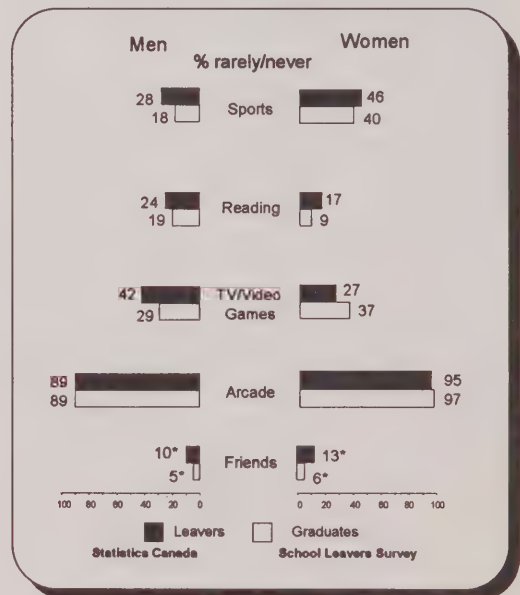 Men Women
% rarely/never
28 46
Sports
18 40
24 17
Reading
19 9
42 TV/Video 27
29 Games 37
89 95
Arcade
89 97
10* 13*
Friends
5* 6*
100 80 60 40 20 0 0 20 40 60 80 100
Leavers Graduates
Statistics Canada School Leavers Survey